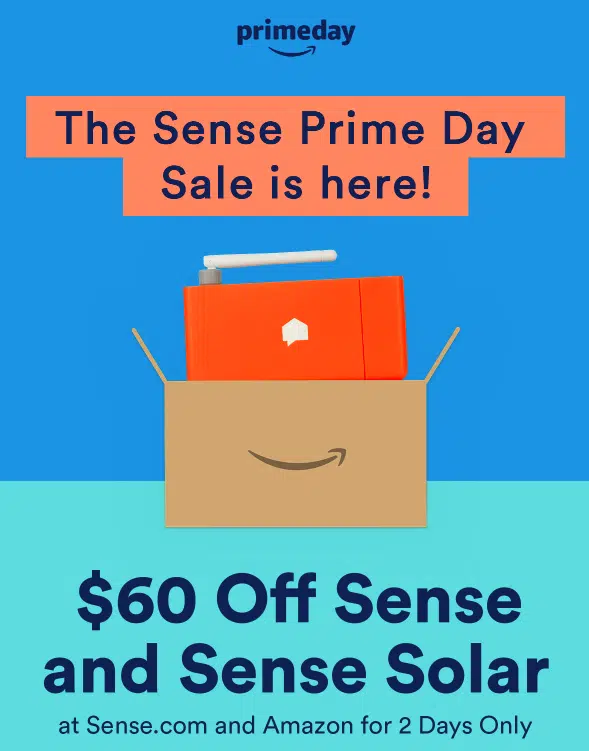 primeday
The Sense Prime Day
Sale is here!
$60 Off Sense
and Sense Solar
at Sense.com and Amazon for 2 Days Only